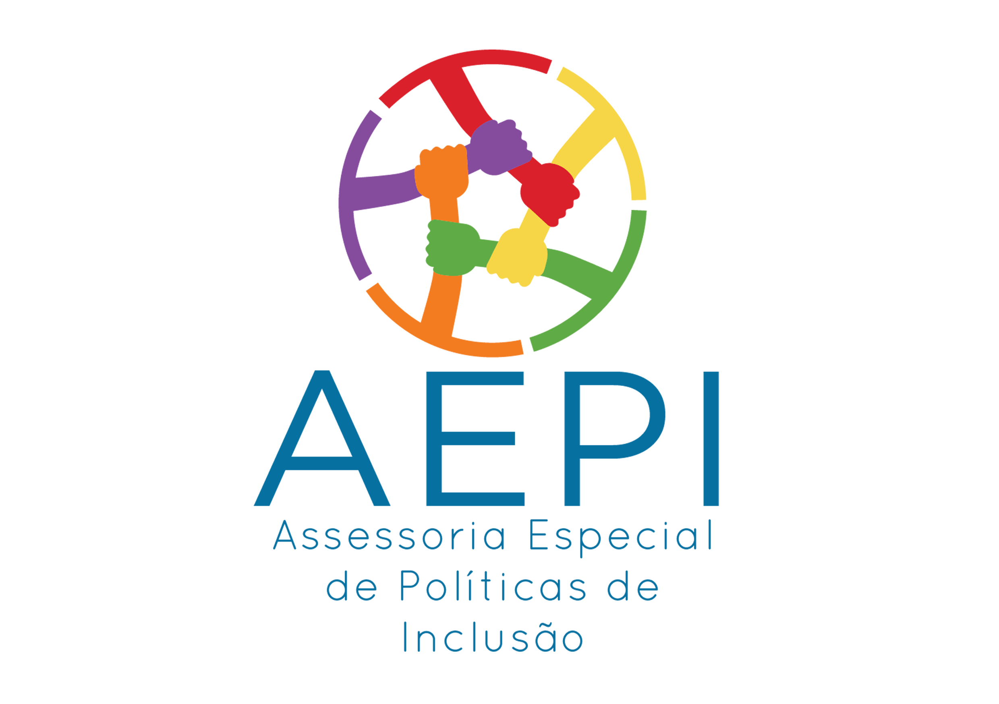 AEPI
Assessoria Especial
de Políticas de
Inclusão